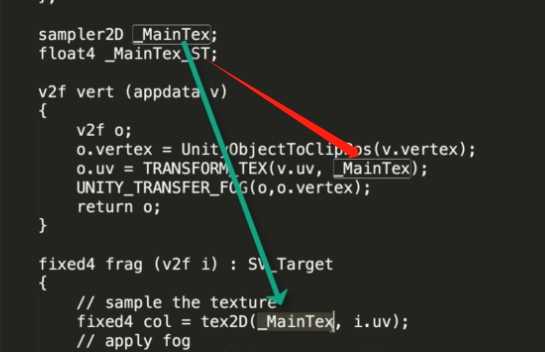 };
sampler2D _MainTex;
float4 _MainTex_ST;
v2f vert (appdata v)
{
v2f o;
o.vertex = UnityObjectToClipPos(v.vertex);
o.uv = TRANSFORM_TEX(v.uv, _MainTex);
UNITY_TRANSFER_FOG(o,o.vertex);
return o;
}
fixed4 frag (v2f i) : SV_Target
{
// sample the texture
fixed4 col = tex2D(_MainTex, i.uv);
// apply fog